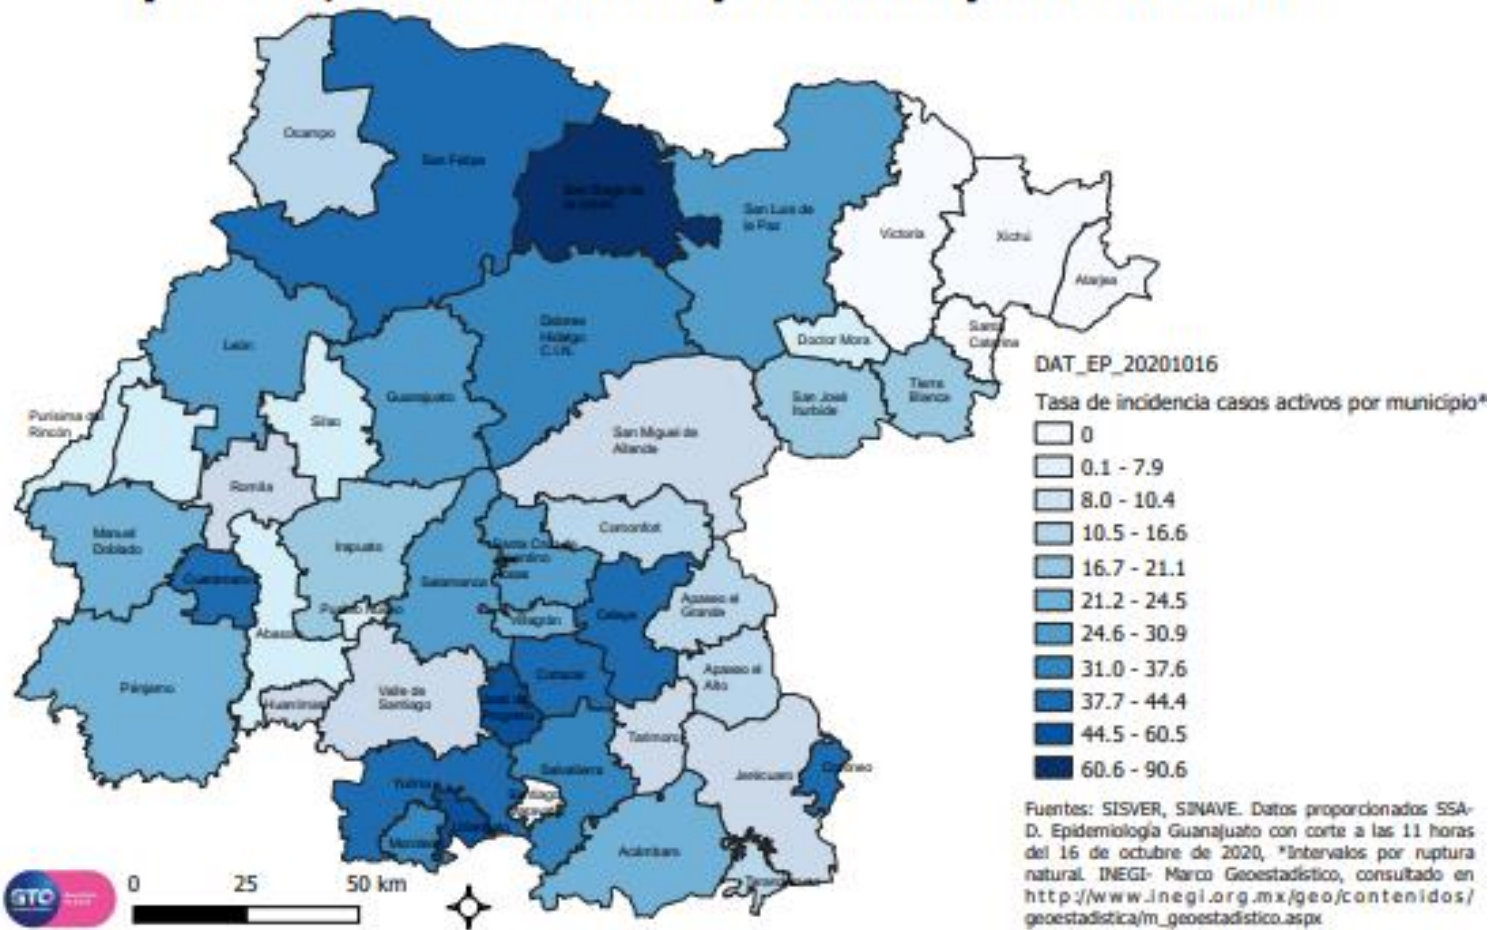 Ocampo
San Felipe
San Luis de
la Paz
Victoria
Xichú
Atarjea
Dolores
Hidalgo
C.I.N.
León
Doctor Mora
Santa
Catarina
Guanajuato
San José
Iturbide
Tierra
Blanca
Purísima del
Rincón
Silao
San Miguel de
Allende
Romita
Manuel
Doblado
Irapuato
Comonfort
Salamanca
Villagrán
Celaya
Apaseo el
Grande
Abasolo
Pénjamo
Valle de
Santiago
Huanímaro
Cortazar
Apaseo el
Alto
Tarimoro
Jerécuaro
Coroneo
Salvatierra
Yuriria
Acámbaro
DAT_EP_20201016
Tasa de incidencia casos activos por municipio*
0
0.1 - 7.9
8.0 - 10.4
10.5 - 16.6
16.7 - 21.1
21.2 - 24.5
24.6 - 30.9
31.0 - 37.6
37.7 - 44.4
44.5 - 60.5
60.6 - 90.6
Fuentes: SISVER, SINAVE. Datos proporcionados SSA-
D. Epidemiología Guanajuato con corte a las 11 horas
del 16 de octubre de 2020, *Intervalos por ruptura
natural. INEGI- Marco Geoestadístico, consultado en
http://www.inegi.org.mx/geo/contenidos/
geoestadistica/m_geoestadistico.aspx
0 25 50 km
GTO